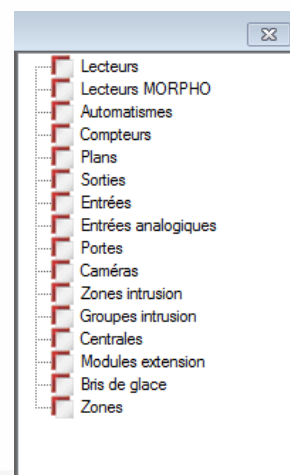 Lecteurs
Lecteurs MORPHO
Automatismes
Compteurs
Plans
Sorties
Entrées
Entrées analogiques
Portes
Caméras
Zones intrusion
Groupes intrusion
Centrales
Modules extension
Bris de glace
Zones